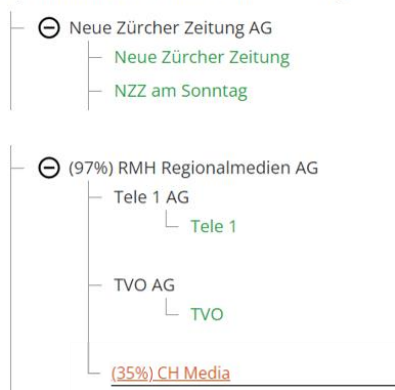 Neue Zürcher Zeitung AG
Neue Zürcher Zeitung
NZZ am Sonntag
(97%) RMH Regionalmedien AG
Tele 1 AG
Tele 1
TVO AG
TVO
(35%) CH Media